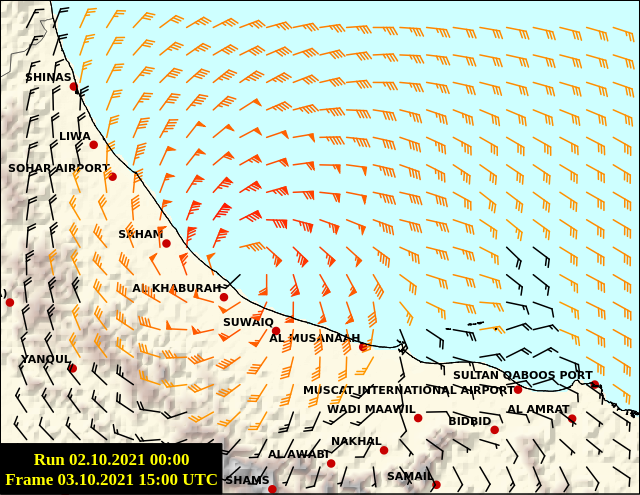 SHINAS
LIWA
SOHAR AIRPORT
SAHAM
AL KHABURAH
SUWAIQ
AL MUSANAAH
YANQUL
SULTAN QABOOS PORT
MUSCAT INTERNATIONAL AIRPORT
WADI MAAWIL
AL AMRAT
BIDBID
NAKHAL
AL AWABI
SAMAIL
SHAMS
Run 02.10.2021 00:00
Frame 03.10.2021 15:00 UTC